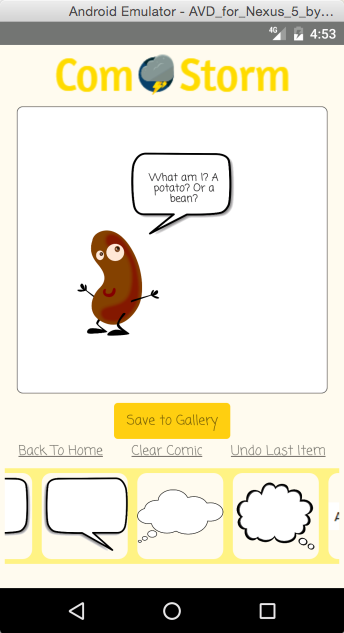 Android Emulator - AVD_for_Nexus_5_by...
4G 4:53
Com Storm
What am I? A
potato? Or a
bean?
Save to Gallery
Back To Home Clear Comic Undo Last Item